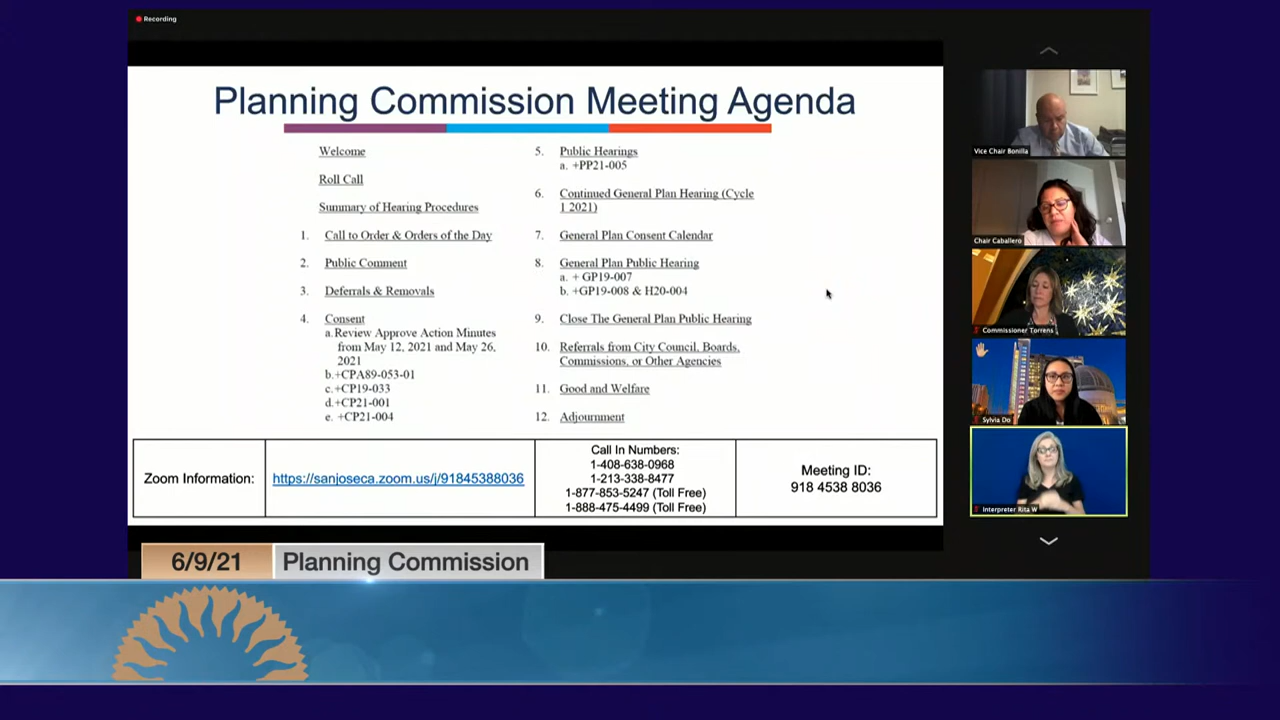 Recording
Planning Commission Meeting Agenda
Welcome
Roll Call
Summary of Hearing Procedures
1. Call to Order & Orders of the Day
2. Public Comment
3. Deferrals & Removals
4. Consent
a.Review Approve Action Minutes
from May 12, 2021 and May 26,
2021
b.+CPA89-053-01
c.+CP19-033
d.+CP21-001
e. +CP21-004
5. Public Hearings
a. +PP21-005
6. Continued General Plan Hearing (Cycle
1 2021)
7. General Plan Consent Calendar
8. General Plan Public Hearing
a. + GP19-007
b. +GP19-008 & H20-004
9. Close The General Plan Public Hearing
10. Referrals from City Council, Boards,
Commissions, or Other Agencies
11. Good and Welfare
12. Adjournment
Zoom Information:
https://sanjoseca.zoom.us/j/91845388036
Call In Numbers:
1-408-638-0968
1-213-338-8477
1-877-853-5247 (Toll Free)
1-888-475-4499 (Toll Free)
Meeting ID:
918 4538 8036
Vice Chair Bonilla
Chair Caballero
Commissioner Torrens
Sylvia Do
Interpreter Rita W
6/9/21
Planning Commission